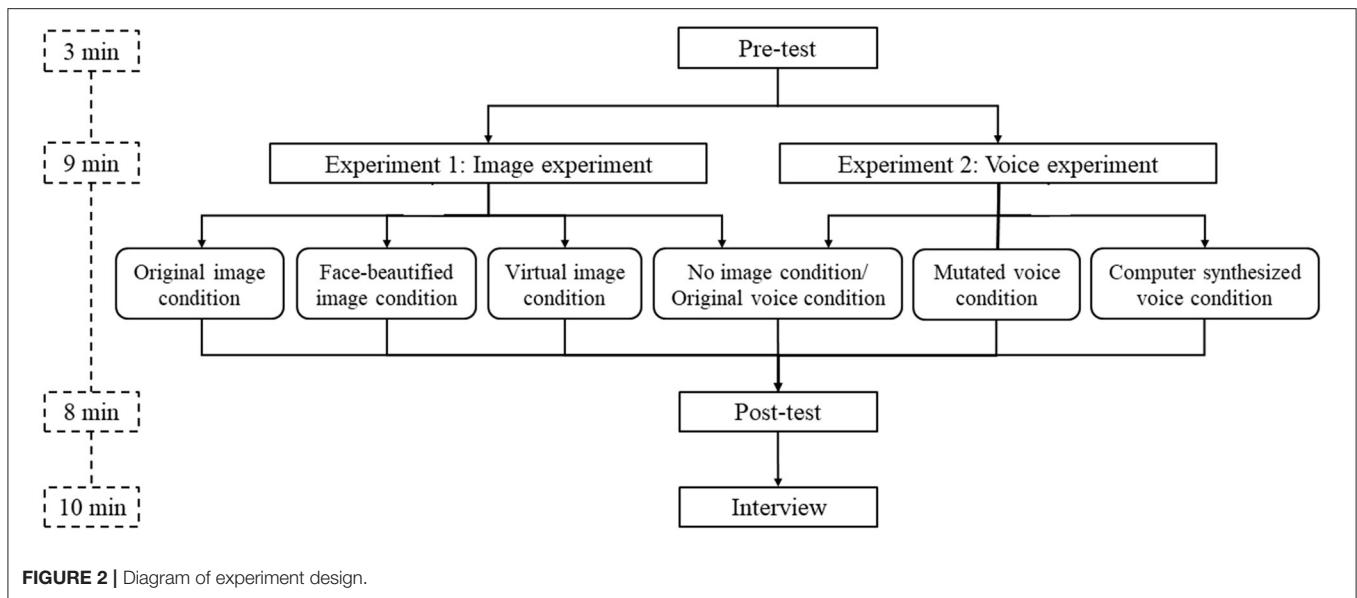 3 min
Pre-test
9 min
Experiment 1: Image experiment
Experiment 2: Voice experiment
Original image
condition
Face-beautified
image condition
Virtual image
condition
No image condition/
Original voice condition
Mutated voice
condition
Computer synthesized
voice condition
8 min
Post-test
10 min
Interview
FIGURE 2 | Diagram of experiment design.